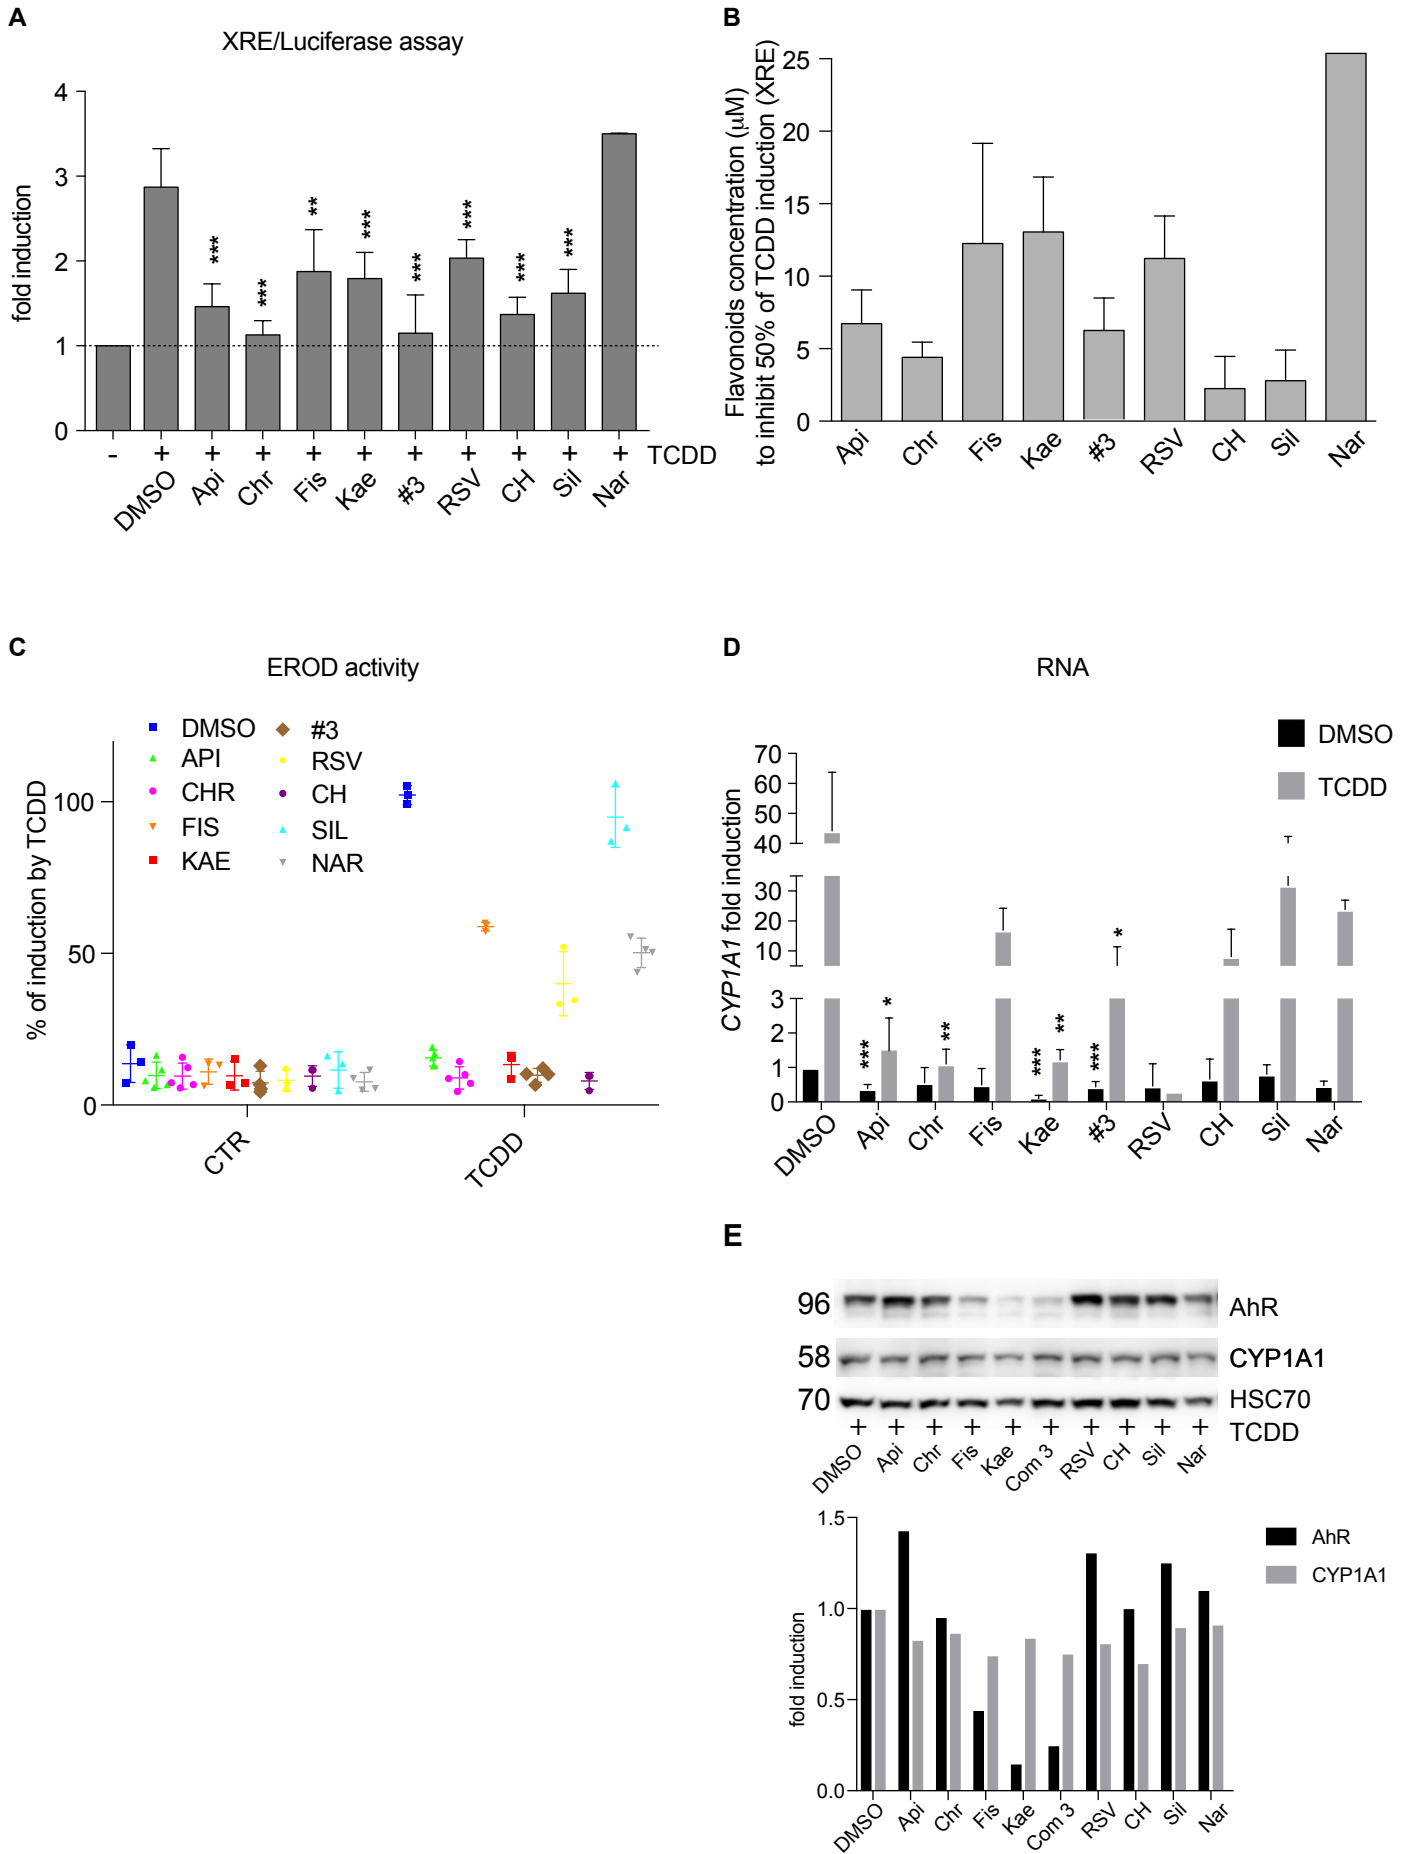 A
XRE/Luciferase assay
fold induction
4
3
2
1
0
***
***
**
***
***
***
***
***
- + + + + + + + + + + TCDD
DMSO Api Chr Fis Kae #3 RSV CH Sil Nar
B
Flavonoids concentration (μM)
to inhibit 50% of TCDD induction (XRE)
25
20
15
10
5
0
Api Chr Fis Kae #3 RSV CH Sil Nar
C
EROD activity
% of induction by TCDD
DMSO #3
API RSV
CHR CH
FIS SIL
KAE NAR
100
50
0
CTR TCDD
D
RNA
DMSO
TCDD
CYP1A1 fold induction
70
60
50
40
30
20
10
3
2
1
0
***
*
**
***
**
***
*
DMSO Api Chr Fis Kae #3 RSV CH Sil Nar
E
96 AhR
58 CYP1A1
70 HSC70
+ + + + + + + + + + TCDD
DMSO Api Chr Fis Kae Com 3 RSV CH Sil Nar
fold induction
1.5
1.0
0.5
0.0
AhR
CYP1A1
DMSO Api Chr Fis Kae Com 3 RSV CH Sil Nar